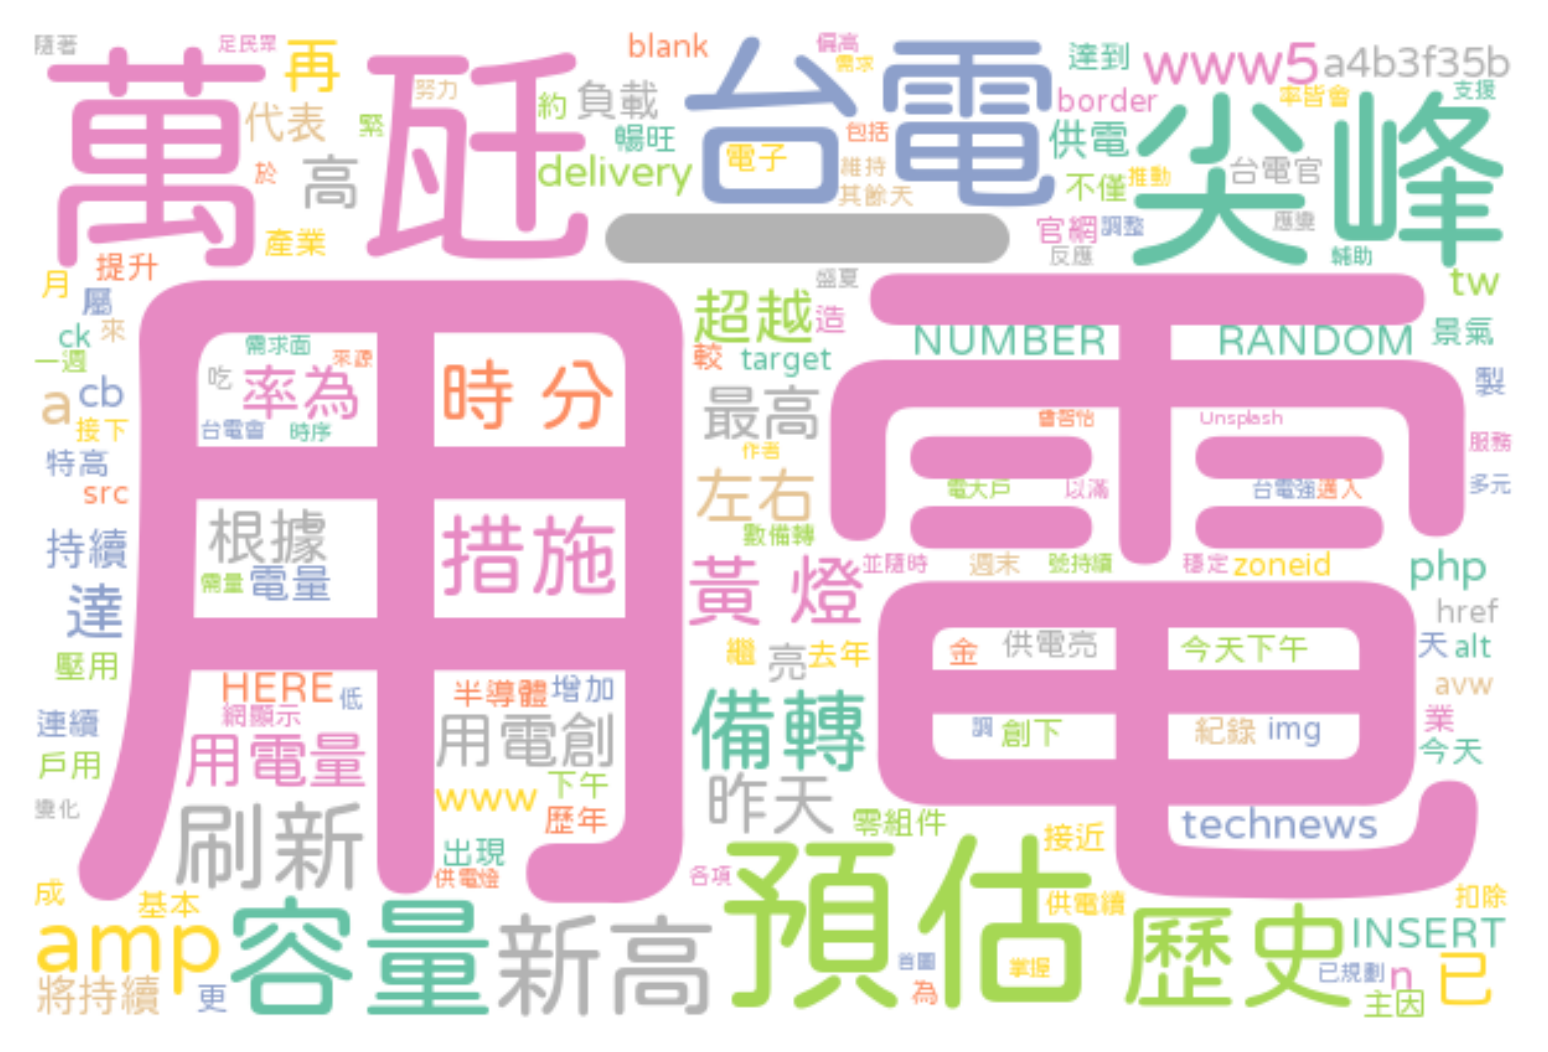 隨著
足民眾
再
blank
偏高
需求
達到
www5
a4b3f35b
萬瓩
努力
台電
尖峰
代表
緊
約
負載
border
率皆會
支援
暢旺
包括
供電
於
高
delivery
電子
維持
其餘天
不僅
推動
台電官
產業
官網
調整
應變
反應
輔助
一
提升
月
屬
盛夏
tw
用電
超越
造
ck
來
需求面
來源
NUMBER
RANDOM
景氣
一週
吃
率為
時 分
較
target
cb
a
接下
台電會
時序
最高
曾智怡
Unsplash
製
特高
作者
服務
src
左右
電大戶
以滿
台電強
邁入
多元
根據
措施
數備轉
持續
需量
電量
黃 燈
並隨時
週末
號持續
穩定
zoneid
php
達
href
壓用
繼
亮
去年
金
供電亮
今天下午
天
alt
HERE
低
半導體
增加
avw
連續
網顯示
用電創
備轉
調
創下
紀錄
img
業
戶用
用電量
今天
www
下午
昨天
變化
刷新
歷年
零組件
接近
technews
出現
供電燈
各項
預估
成
基本
供電續
扣除
amp
容量
新高
歷史
INSERT
首圖
掌握
已規劃
n
已
將持續
更
為
主因